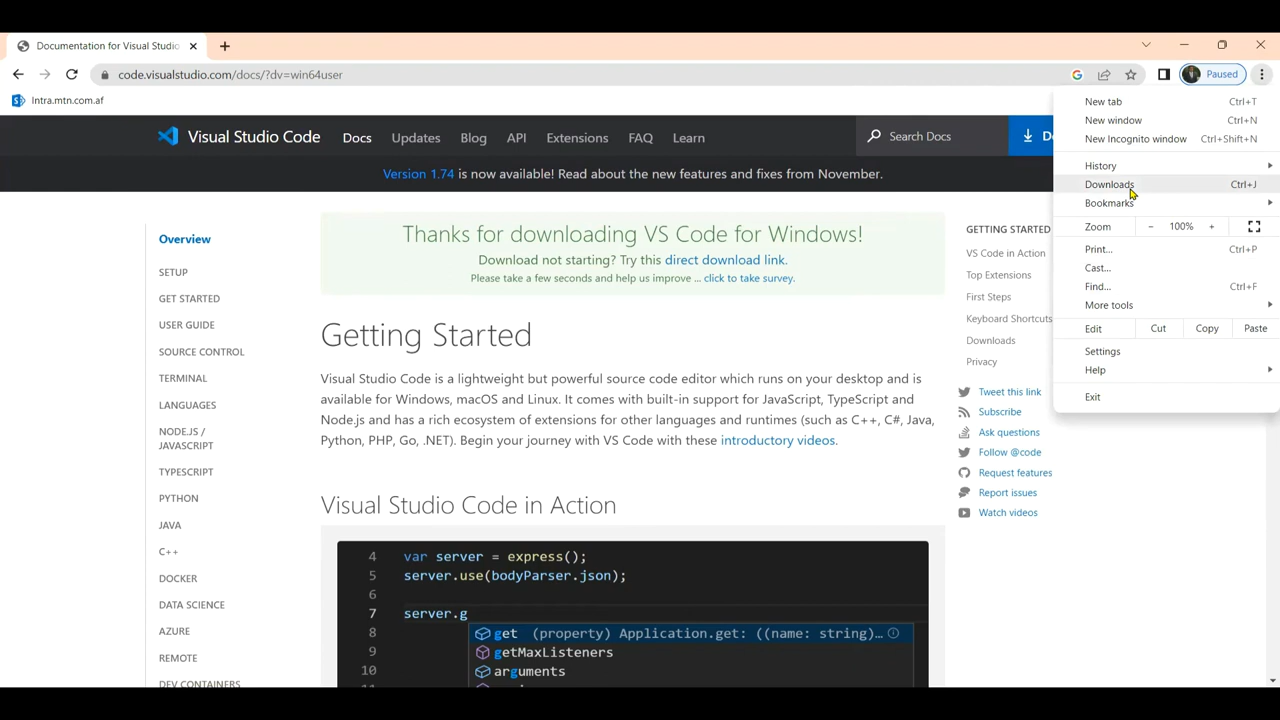 Documentation for Visual Studio
code.visualstudio.com/docs/?dv=win64user
Paused
Intra.mtn.com.af
Visual Studio Code
Docs
Updates
Blog
API
Extensions
FAQ
Learn
Search Docs
Version 1.74 is now available! Read about the new features and fixes from November.
New tab Ctrl+T
New window Ctrl+N
New Incognito window Ctrl+Shift+N
History
Downloads Ctrl+J
Bookmarks
Zoom − 100% +
Print... Ctrl+P
Cast...
Find... Ctrl+F
More tools
Edit Cut Copy Paste
Settings
Help
Exit
Overview
SETUP
GET STARTED
USER GUIDE
SOURCE CONTROL
TERMINAL
LANGUAGES
NODE.JS /
JAVASCRIPT
TYPESCRIPT
PYTHON
JAVA
C++
DOCKER
DATA SCIENCE
AZURE
REMOTE
DEV CONTAINERS
Thanks for downloading VS Code for Windows!
Download not starting? Try this direct download link.
Please take a few seconds and help us improve ... click to take survey.
Getting Started
Visual Studio Code is a lightweight but powerful source code editor which runs on your desktop and is
available for Windows, macOS and Linux. It comes with built-in support for JavaScript, TypeScript and
Node.js and has a rich ecosystem of extensions for other languages and runtimes (such as C++, C#, Java,
Python, PHP, Go, .NET). Begin your journey with VS Code with these introductory videos.
Visual Studio Code in Action
4 var server = express();
5 server.use(bodyParser.json);
6
7 server.g
8 get (property) Application.get: ((name: string)...
9 getMaxListeners
10 arguments
GETTING STARTED
VS Code in Action
Top Extensions
First Steps
Keyboard Shortcuts
Downloads
Privacy
Tweet this link
Subscribe
Ask questions
Follow @code
Request features
Report issues
Watch videos